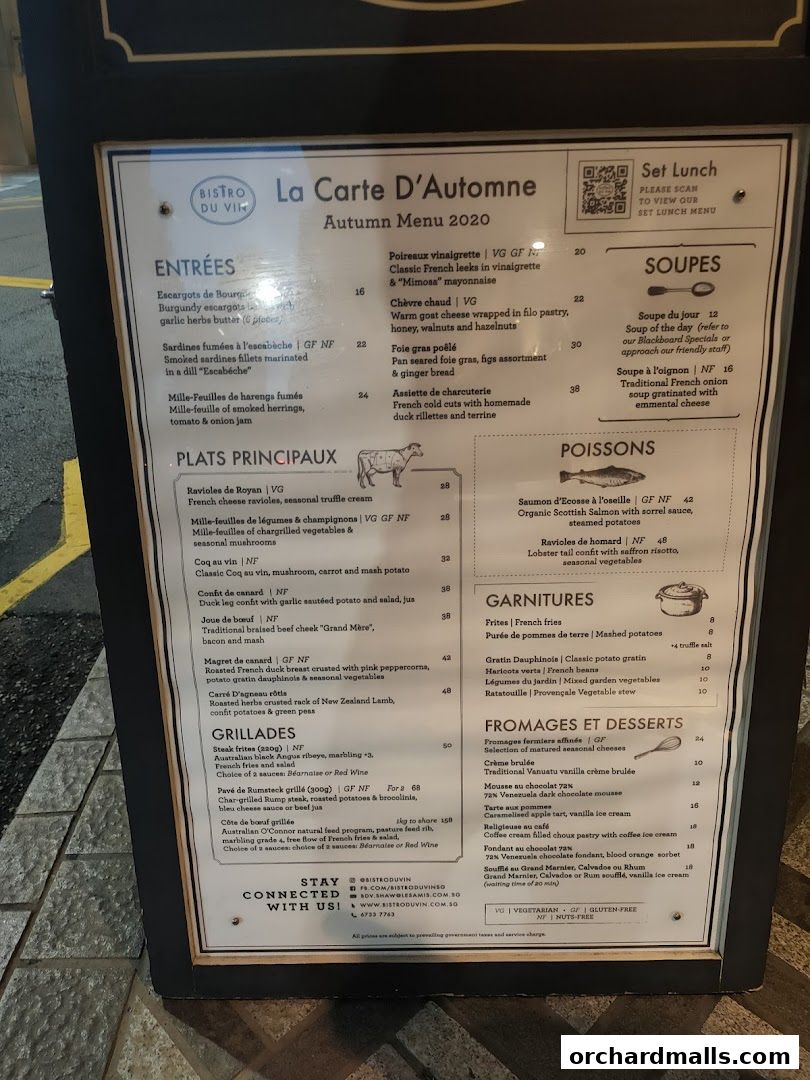 BISTRO
DU VIN
La Carte D'Automne
Autumn Menu 2020
Set Lunch
PLEASE SCAN
TO VIEW OUR
SET LUNCH MENU
ENTRÉES
Escargots de 16
Burgundy escargots
garlic herbs butter (6 pieces)
Sardines fumées à l'escabèche | GF NF 22
Smoked sardines fillets marinated
in a dill "Escabéche"
Mille-Feuilles de harengs fumés 24
Mille-feuille of smoked herrings,
tomato & onion jam
Poireaux vinaigrette | VG GF NF 20
Classic French leeks in vinaigrette
& "Mimosa" mayonnaise
Chèvre chaud | VG 22
Warm goat cheese wrapped in filo pastry,
honey, walnuts and hazelnuts
Foie gras poêlé 30
Pan seared foie gras, figs assortment
& ginger bread
Assiette de charcuterie 38
French cold cuts with homemade
duck rillettes and terrine
SOUPES
Soupe du jour 12
Soup of the day (refer to
our Blackboard Specials or
approach our friendly staff)
Soupe à l'oignon | NF 16
Traditional French onion
soup gratinated with
emmental cheese
PLATS PRINCIPAUX
Ravioles de Royan | VG 28
French cheese ravioles, seasonal truffle cream
Mille-feuilles de légumes & champignons | VG GF NF 28
Mille-feuilles of chargrilled vegetables &
seasonal mushrooms
Coq au vin | NF 32
Classic Coq au vin, mushroom, carrot and mash potato
Confit de canard | NF 38
Duck leg confit with garlic sautéed potato and salad, jus
Joue de bœuf | NF 38
Traditional braised beef cheek "Grand Mère",
bacon and mash
Magret de canard | GF NF 42
Roasted French duck breast crusted with pink peppercorns,
potato gratin dauphinois & seasonal vegetables
Carré D'agneau rôtis 48
Roasted herbs crusted rack of New Zealand Lamb,
confit potatoes & green peas
GRILLADES
Steak frites (220g) | NF 50
Australian black Angus ribeye, marbling +3,
French fries and salad
Choice of 2 sauces: Béarnaise or Red Wine
Pavé de Rumsteck grillé (300g) | GF NF For 2 68
Char-grilled Rump steak, roasted potatoes & brocolinis,
bleu cheese sauce or beef jus
Côte de bœuf grillée 1kg to share 158
Australian O'Connor natural feed program, pasture feed rib,
marbling grade 4, free flow of French fries & salad,
Choice of 2 sauces: choice of 2 sauces: Béarnaise or Red Wine
POISSONS
Saumon d'Ecosse à l'oseille | GF NF 42
Organic Scottish Salmon with sorrel sauce,
steamed potatoes
Ravioles de homard | NF 48
Lobster tail confit with saffron risotto,
seasonal vegetables
GARNITURES
Frites | French fries 8
Purée de pommes de terre | Mashed potatoes 8
+4 truffle salt
Gratin Dauphinois | Classic potato gratin 8
Haricots verts | French beans 10
Légumes du jardin | Mixed garden vegetables 10
Ratatouille | Provençale Vegetable stew 10
FROMAGES ET DESSERTS
Fromages fermiers affinés | GF 24
Selection of matured seasonal cheeses
Crème brulée 10
Traditional Vanuatu vanilla crème brulée
Mousse au chocolat 72% 12
72% Venezuela dark chocolate mousse
Tarte aux pommes 16
Caramelised apple tart, vanilla ice cream
Religieuse au café 18
Coffee cream filled choux pastry with coffee ice cream
Fondant au chocolat 72% 18
72% Venezuela chocolate fondant, blood orange sorbet
Soufflé au Grand Marnier, Calvados ou Rhum 18
Grand Marnier, Calvados or Rum soufflé, vanilla ice cream
(waiting time of 20 min)
STAY
CONNECTED
WITH US!
@BISTRODUVIN
FB.COM/BISTRODUVINSG
BDV.SHAW@LESAMIS.COM.SG
WWW.BISTRODUVIN.COM.SG
6733 7763
VG | VEGETARIAN • GF | GLUTEN-FREE
NF | NUTS-FREE
All prices are subject to prevailing government taxes and service charge.
orchardmalls.com